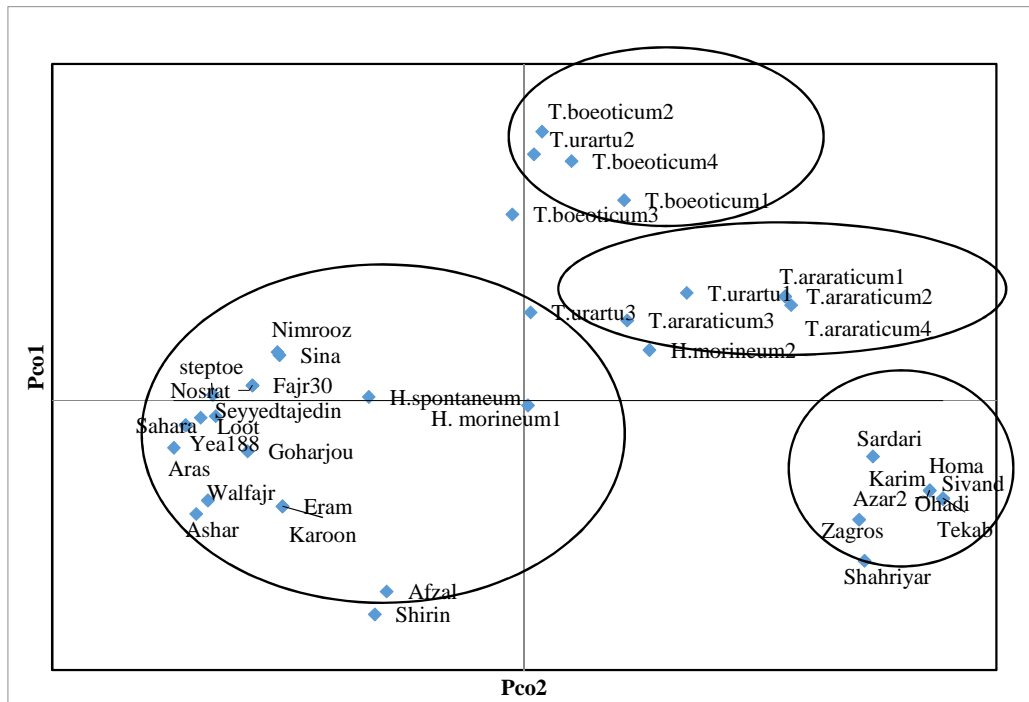 T.boeoticum2
T.urartu2
T.boeoticum4
T.boeoticum1
T.boeoticum3
T.araraticum1
T.urartu1
T.araraticum2
T.urartu3
T.araraticum3
T.araraticum4
Nimrooz
H.morineum2
Sina
steptoe
Fajr30
Nosrat
H.spontaneum
Seyyedtajedin
H. morineum1
Sahara
Loot
Yea188
Goharjou
Aras
Sardari
Homa
Karim
Sivand
Azar2
Ohadi
Walfajr
Eram
Ashar
Karoon
Zagros
Tekab
Shahriyar
Afzal
Shirin
Pco1
Pco2